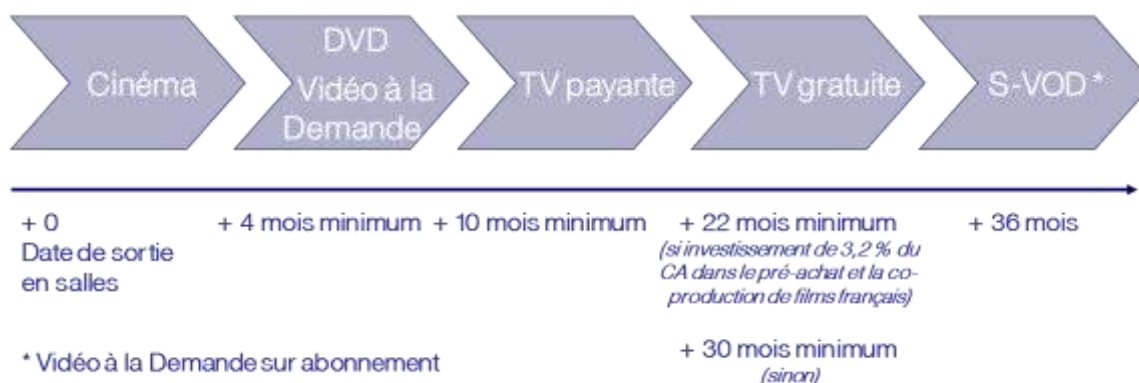 Cinéma
DVD
Vidéo à la
Demande
TV payante
TV gratuite
S-VOD *
+ 0
Date de sortie
en salles
+ 4 mois minimum
+ 10 mois minimum
+ 22 mois minimum
(si investissement de 3,2 % du
CA dans le pré-achat et la co-
production de films français)
+ 30 mois minimum
(sinon)
+ 36 mois
* Vidéo à la Demande sur abonnement